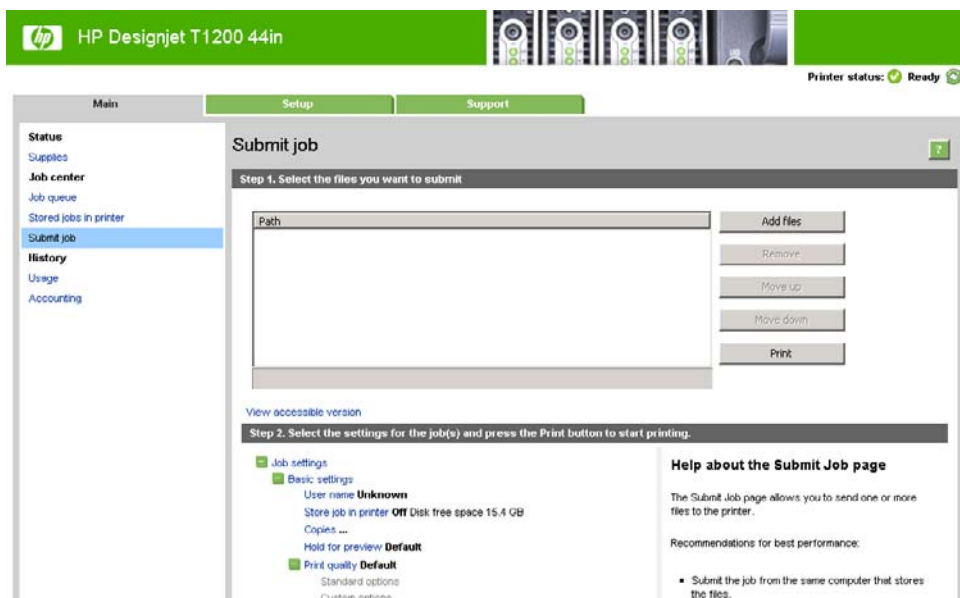 hp HP Designjet T1200 44in
Printer status: Ready
Main Setup Support
Status
Supplies
Job center
Job queue
Stored jobs in printer
Submit job
History
Usage
Accounting
Submit job
?
Step 1. Select the files you want to submit
Path
Add files
Remove
Move up
Move down
Print
View accessible version
Step 2. Select the settings for the job(s) and press the Print button to start printing.
Job settings
Basic settings
User name Unknown
Store job in printer Off Disk free space 15.4 GB
Copies ...
Hold for preview Default
Print quality Default
Standard options
Custom options
Help about the Submit Job page
The Submit Job page allows you to send one or more
files to the printer.
Recommendations for best performance:
• Submit the job from the same computer that stores
the files.